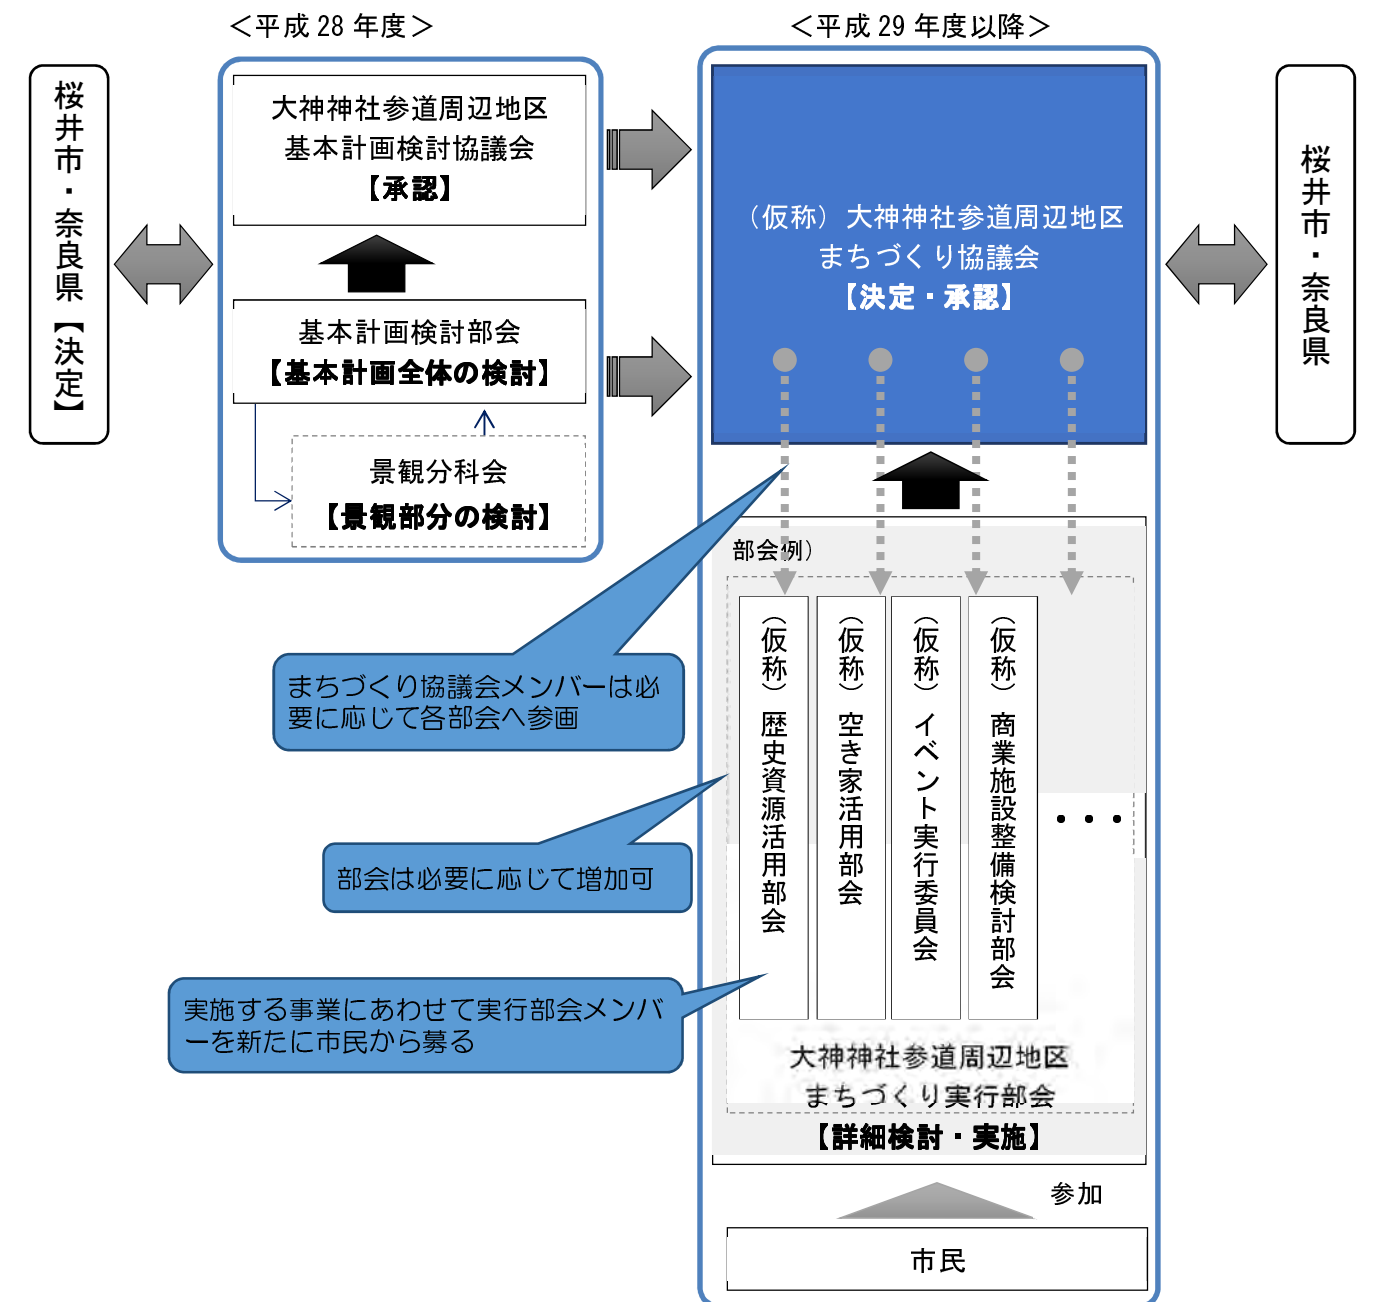 ＜平成 28 年度＞
＜平成 29 年度以降＞
桜井市・奈良県【決定】
大神神社参道周辺地区
基本計画検討協議会
【承認】
基本計画検討部会
【基本計画全体の検討】
景観分科会
【景観部分の検討】
（仮称）大神神社参道周辺地区
まちづくり協議会
【決定・承認】
桜井市・奈良県
部会例）
（仮称）歴史資源活用部会
（仮称）空き家活用部会
（仮称）イベント実行委員会
（仮称）商業施設整備検討部会
・・・
まちづくり協議会メンバーは必
要に応じて各部会へ参画
部会は必要に応じて増加可
実施する事業にあわせて実行部会メンバ
ーを新たに市民から募る
大神神社参道周辺地区
まちづくり実行部会
【詳細検討・実施】
参加
市民